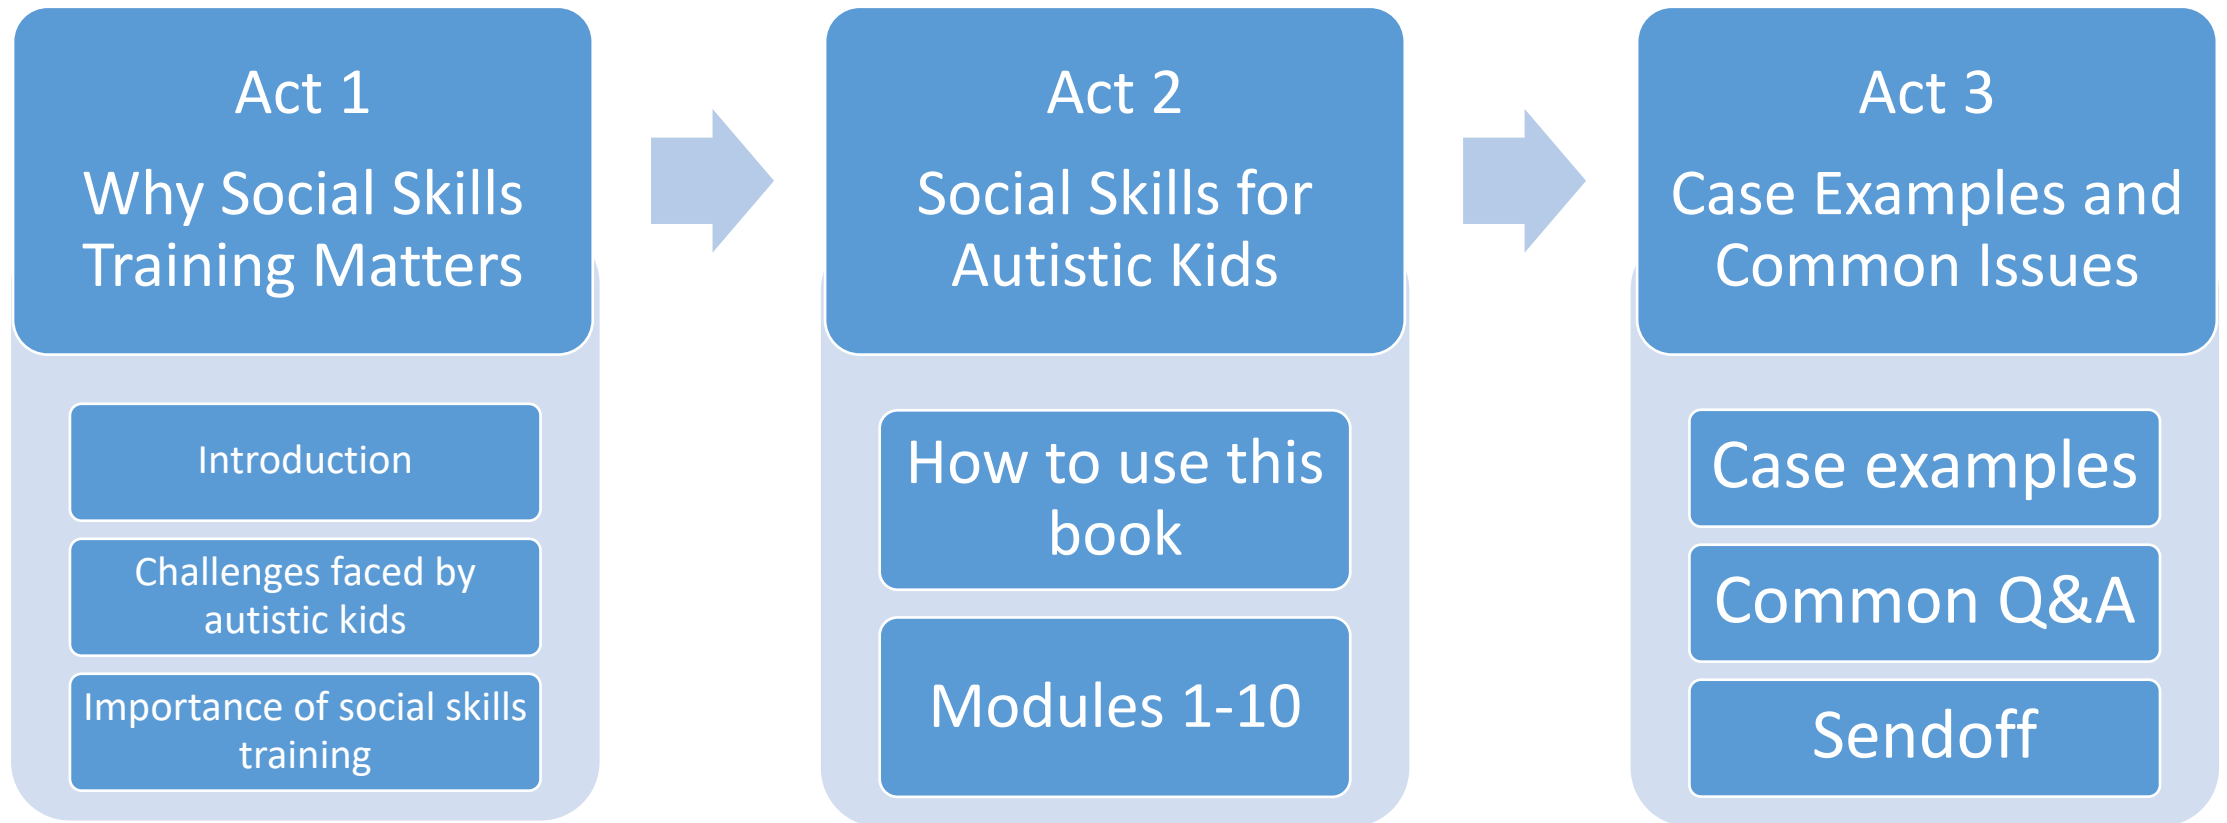 Act 1
Why Social Skills
Training Matters
Introduction
Challenges faced by
autistic kids
Importance of social skills
training
Act 2
Social Skills for
Autistic Kids
How to use this
book
Modules 1-10
Act 3
Case Examples and
Common Issues
Case examples
Common Q&A
Sendoff